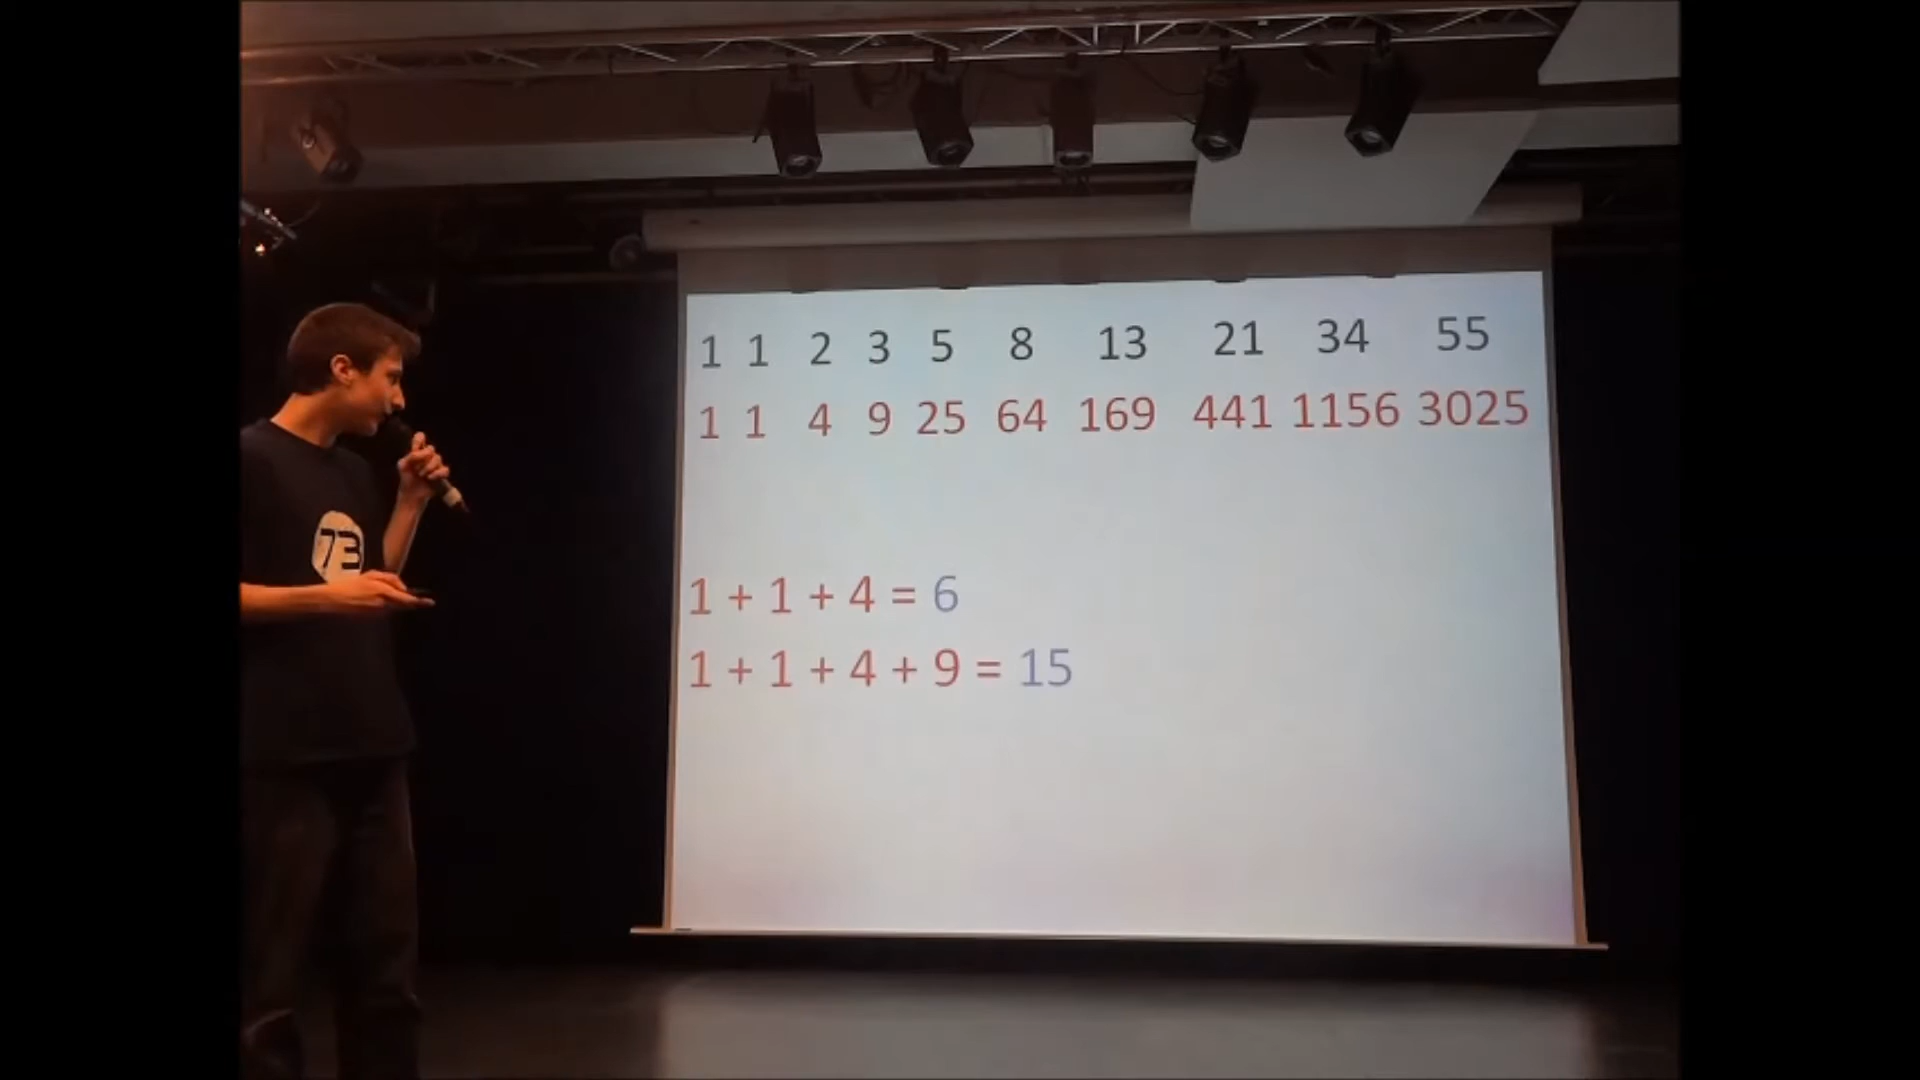 1 1 2 3 5 8 13 21 34 55
1 1 4 9 25 64 169 441 1156 3025
1 + 1 + 4 = 6
1 + 1 + 4 + 9 = 15
73